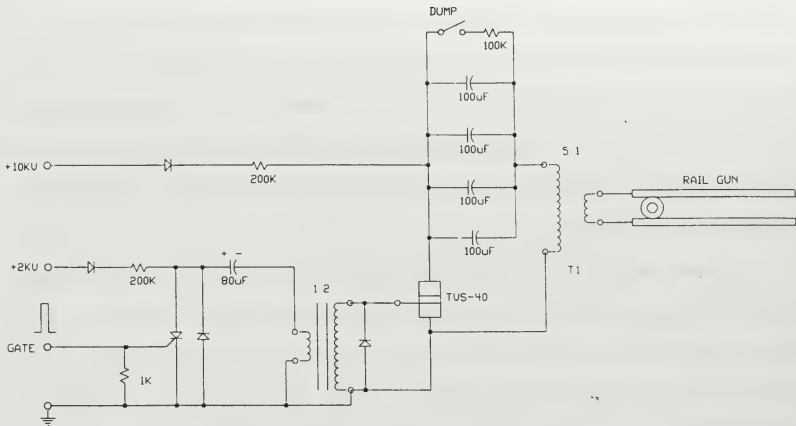 DUMP
100K
100uF
100uF
5 1
+10KV
200K
RAIL GUN
100uF
100uF
+2KV
T1
+ -
200K
80uF
1 2
TVS-40
GATE
1K